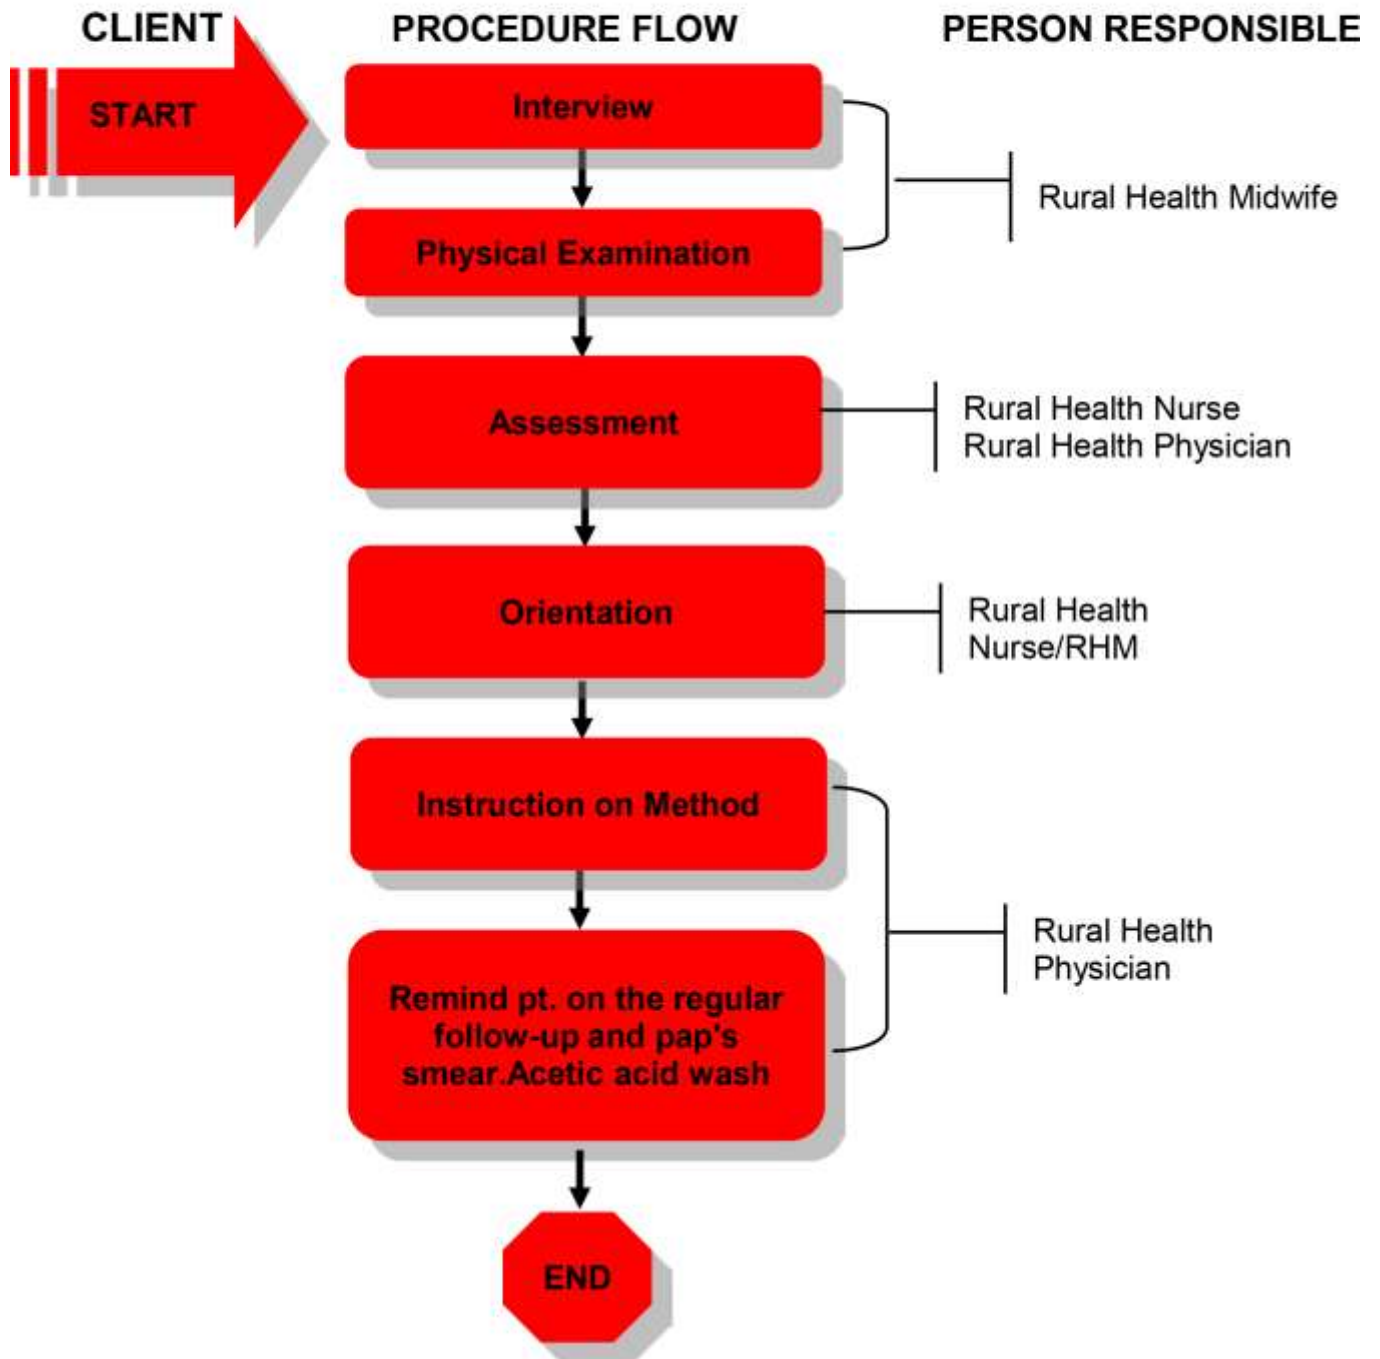 CLIENT
PROCEDURE FLOW
PERSON RESPONSIBLE
START
Interview
Physical Examination
Rural Health Midwife
Assessment
Rural Health Nurse
Rural Health Physician
Orientation
Rural Health
Nurse/RHM
Instruction on Method
Remind pt. on the regular
follow-up and pap's
smear.Acetic acid wash
Rural Health
Physician
END